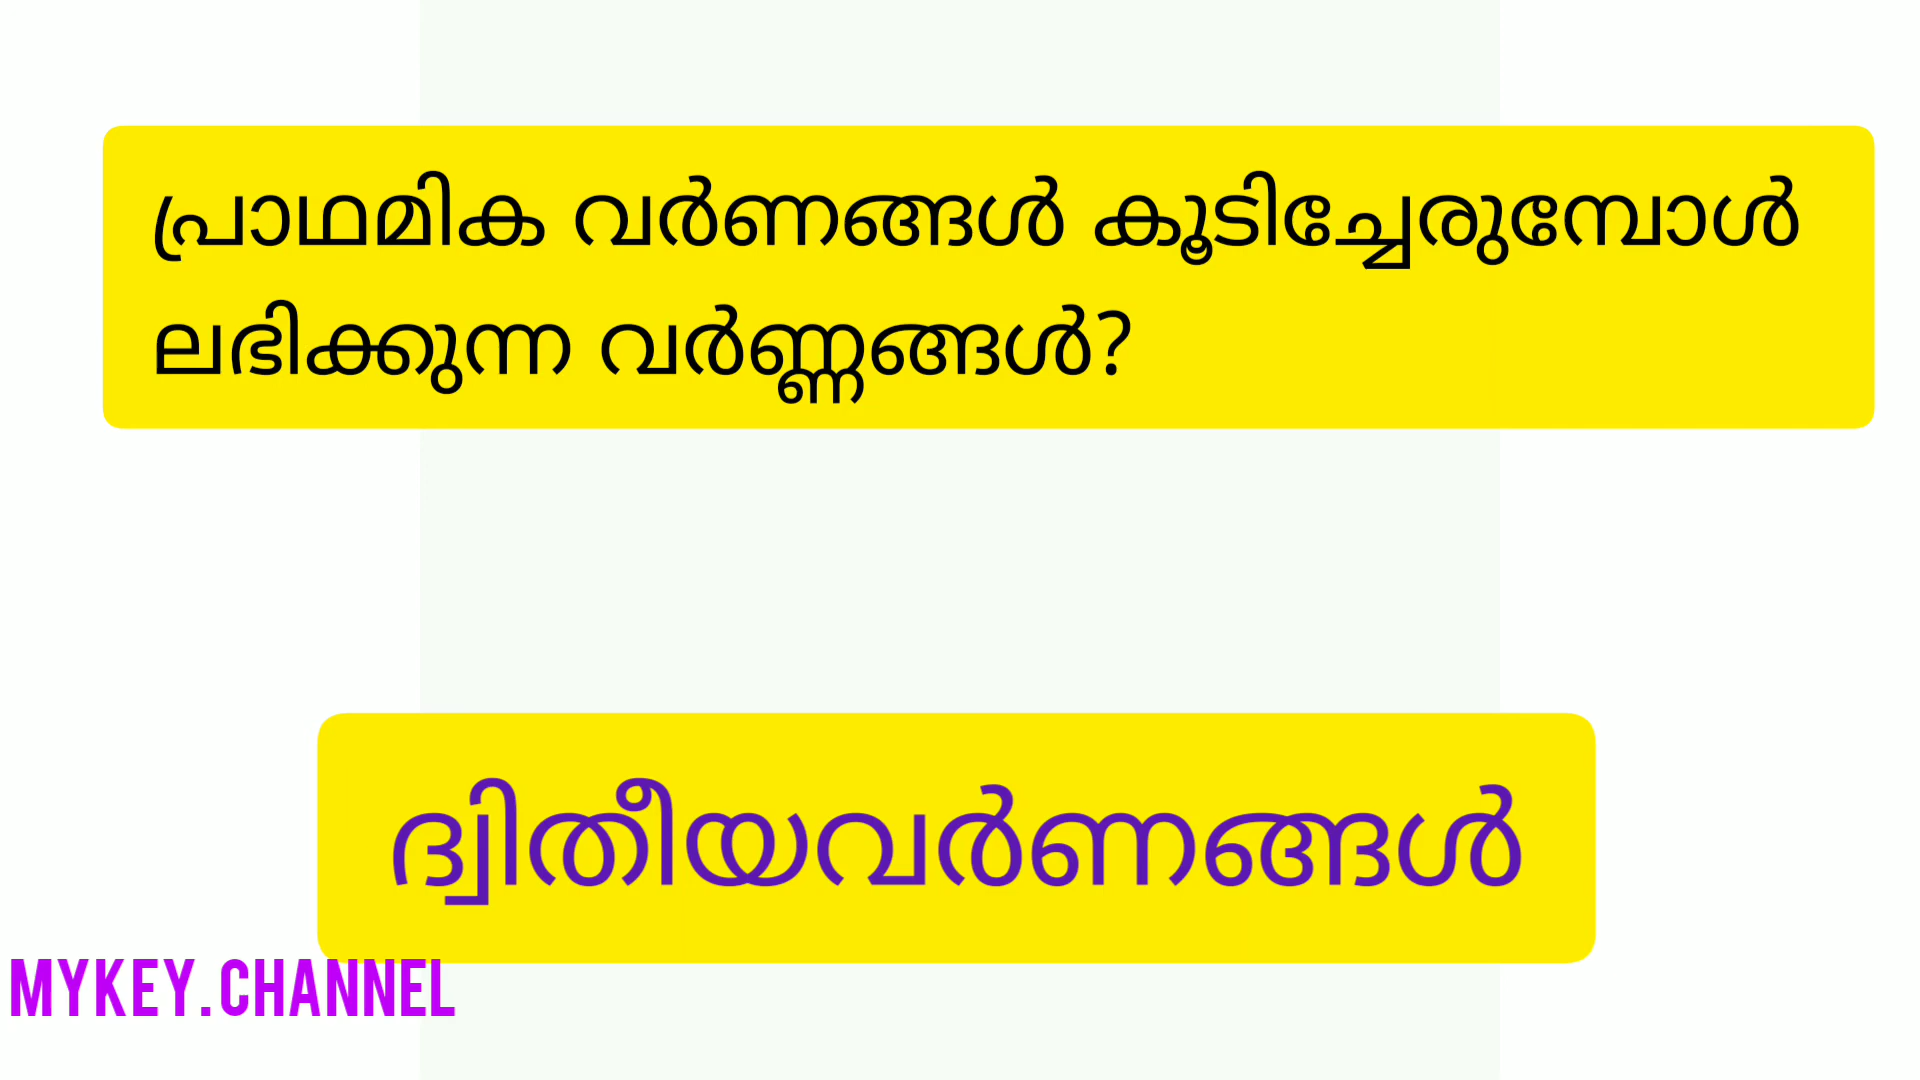 പ്രാഥമിക വർണങ്ങൾ കൂടിച്ചേരുമ്പോൾ
ലഭിക്കുന്ന വർണ്ണങ്ങൾ?
ദ്വിതീയവർണങ്ങൾ
MYKEY.CHANNEL